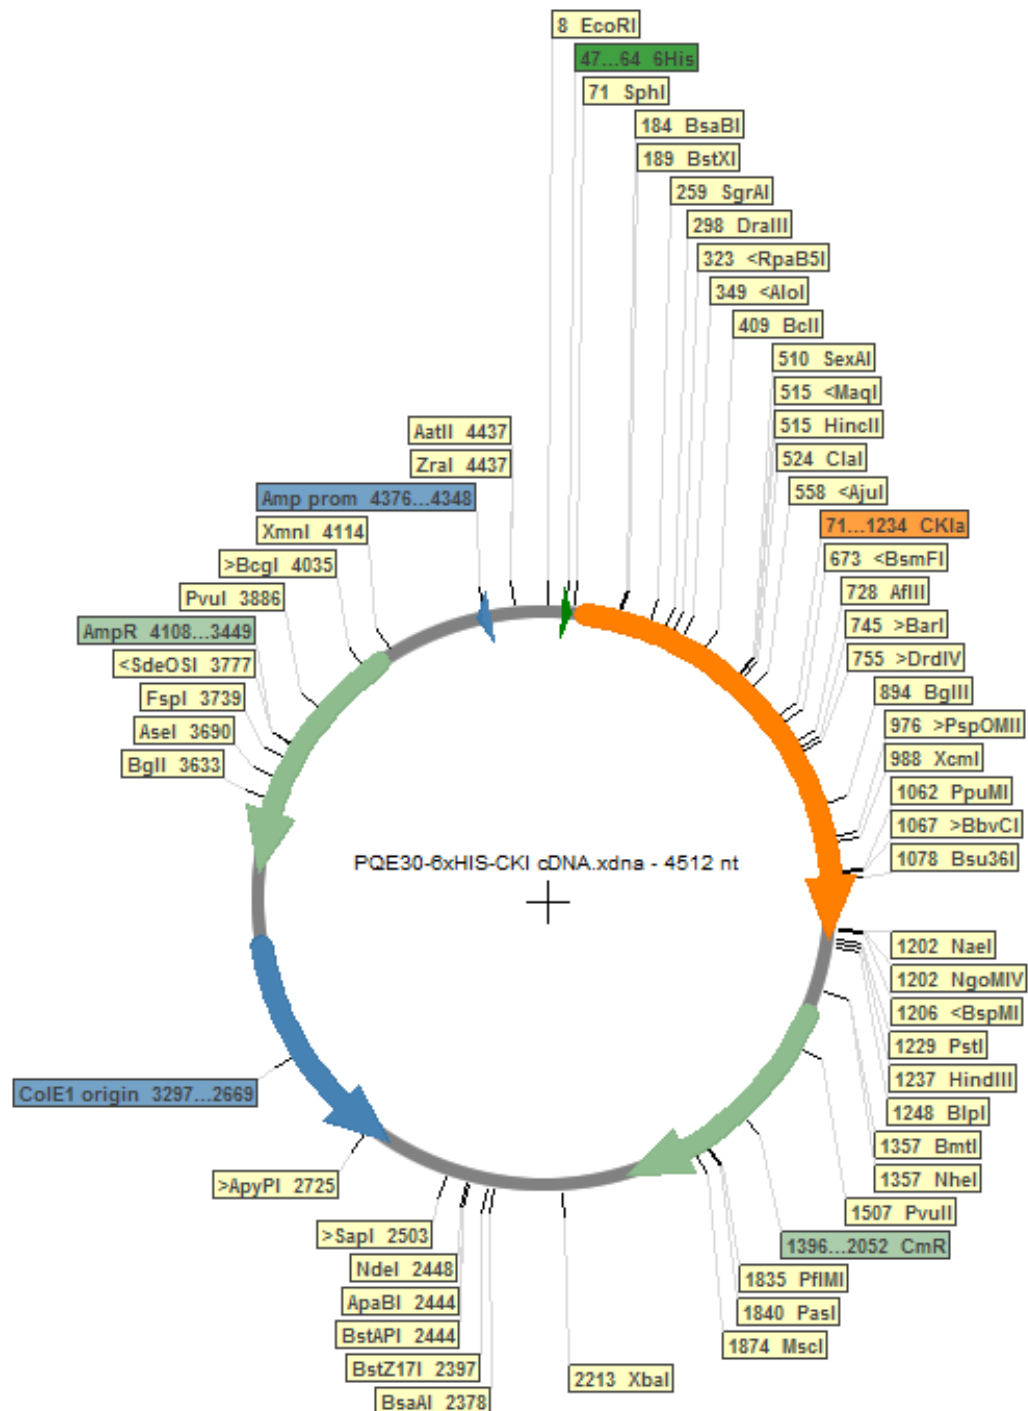 8 EcoRI
47...64 6His
71 SphI
184 BsaBI
189 BstXI
259 SgrAI
298 DraIII
323 <RpaB5I
349 <AloI
409 BclI
510 SexAI
515 <MaqI
515 HincII
524 ClaI
558 <AjuI
71...1234 CKIa
673 <BsmFI
728 AflII
745 >BarI
755 >DrdIV
894 BglII
976 >PspOMII
988 XcmI
1062 PpuMI
1067 >BbvCI
1078 Bsu36I
1202 NaeI
1202 NgoMIV
1206 <BspMI
1229 PstI
1237 HindIII
1248 BlpI
1357 BmtI
1357 NheI
1507 PvuII
1396...2052 CmR
1835 PflMI
1840 PasI
1874 MscI
2213 XbaI
BsaAI 2378
BstZ17I 2397
BstAPI 2444
ApaBI 2444
NdeI 2448
>SapI 2503
>ApyPI 2725
ColE1 origin 3297...2669
BglI 3633
AseI 3690
FspI 3739
<SdeOSI 3777
AmpR 4108...3449
PvuI 3886
>BcgI 4035
XmnI 4114
Amp prom 4376...4348
ZraI 4437
AatII 4437
PQE30-6xHIS-CKI cDNA.xdna - 4512 nt